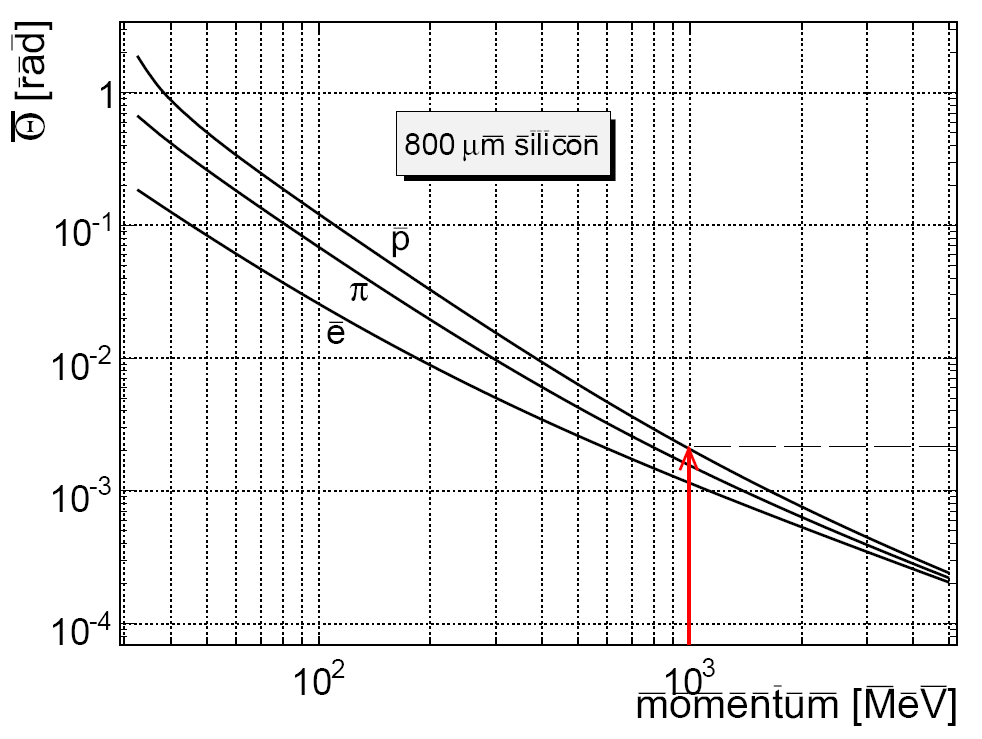 Θ [rad]
1
10⁻¹
10⁻²
10⁻³
10⁻⁴
800 μm silicon
p
π
e
10² 10³
momentum [MeV]